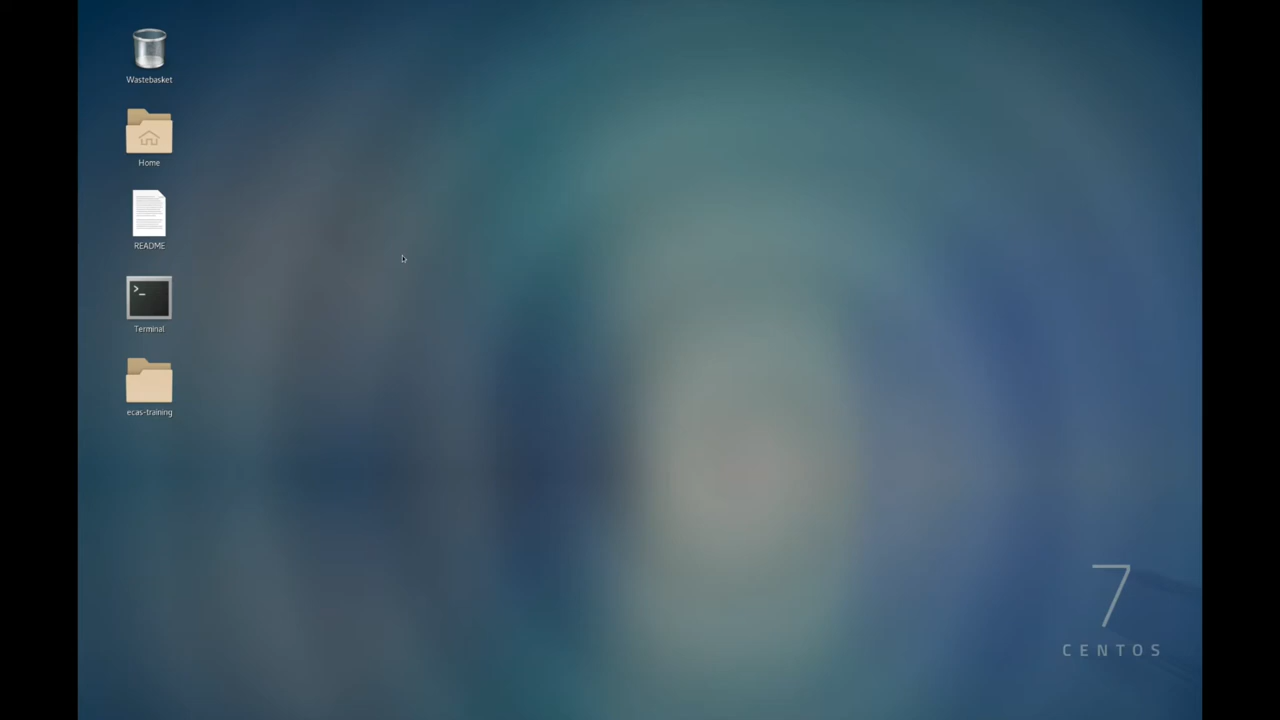 Wastebasket
Home
README
>_
Terminal
ecas-training
7
CENTOS